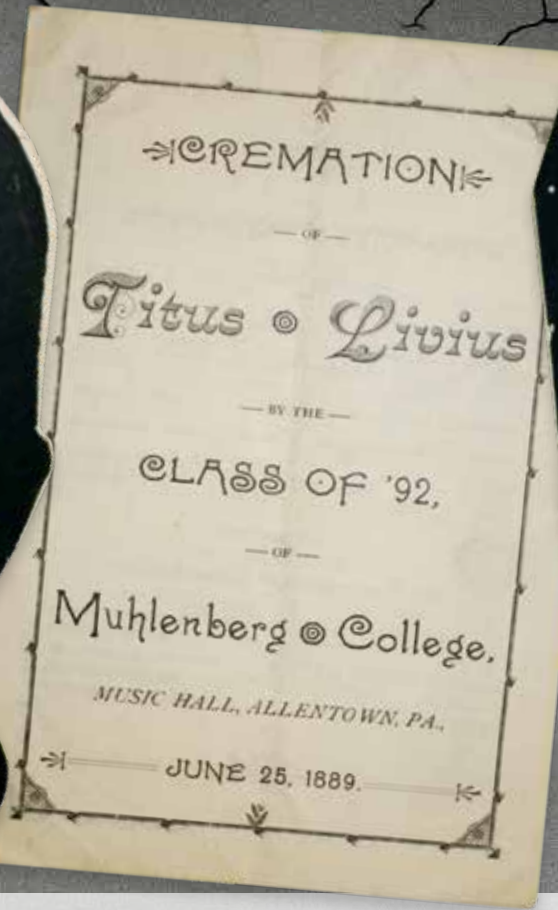 CREMATION
OF
Titus Livius
BY THE
CLASS OF '92,
OF
Muhlenberg College,
MUSIC HALL, ALLENTOWN, PA.,
JUNE 25, 1889.